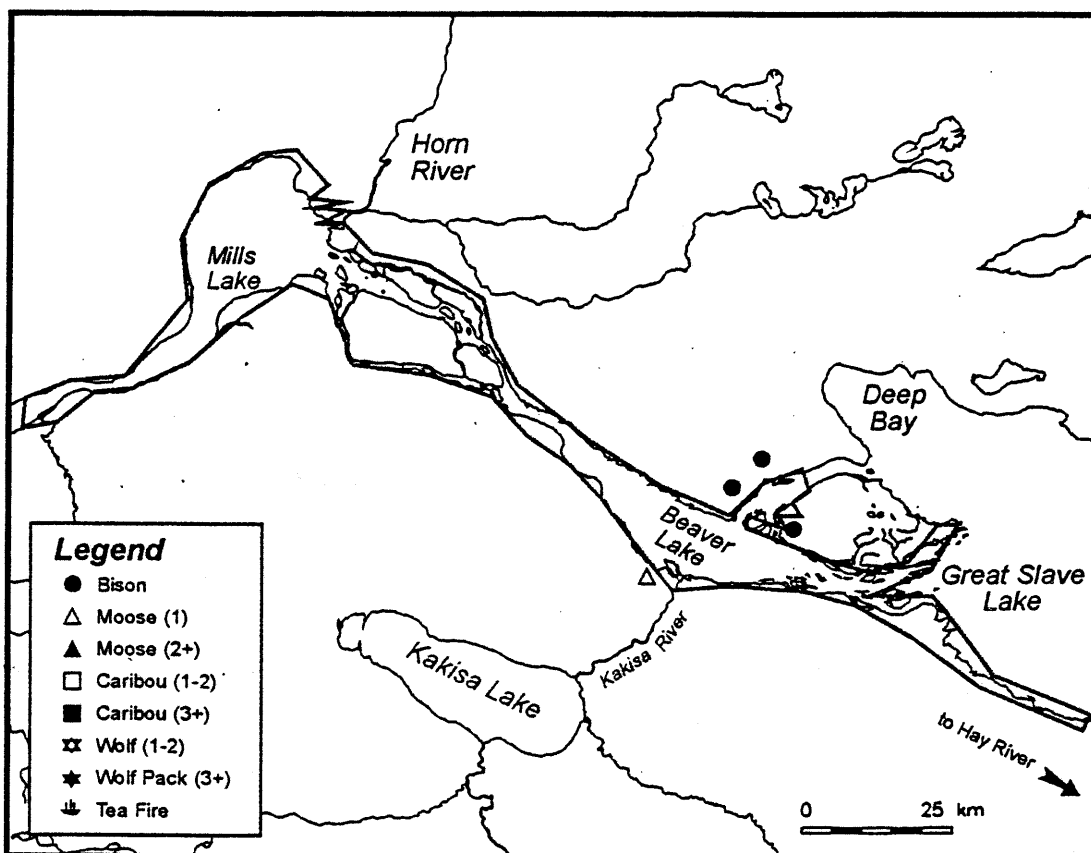 Horn
River
Mills
Lake
Deep
Bay
Beaver
Lake
Great Slave
Lake
Kakisa River
Kakisa Lake
to Hay River
Legend
Bison
Moose (1)
Moose (2+)
Caribou (1-2)
Caribou (3+)
Wolf (1-2)
Wolf Pack (3+)
Tea Fire
0 25 km